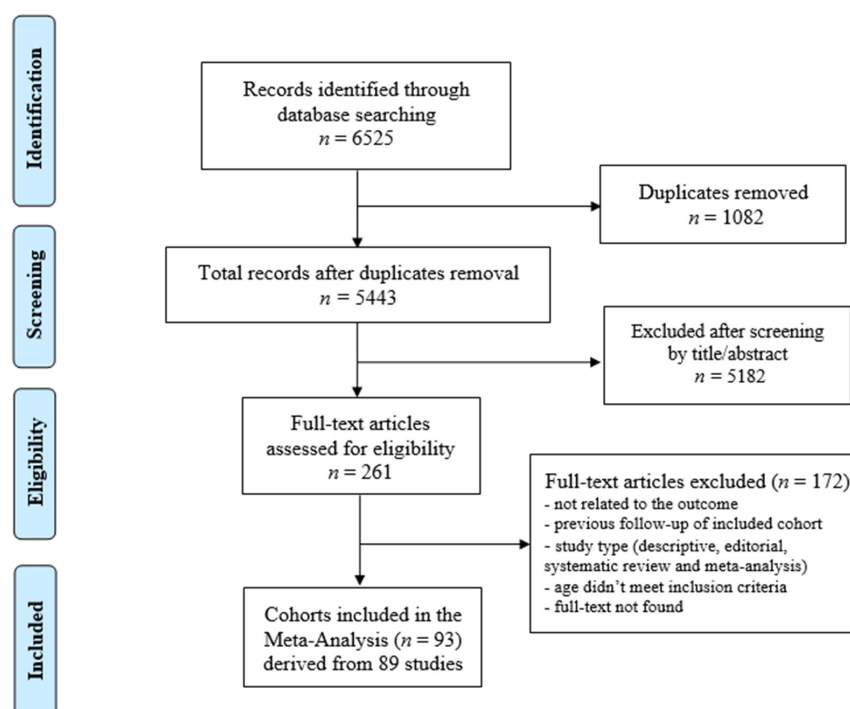 Identification
Records identified through
database searching
n = 6525
Duplicates removed
n = 1082
Screening
Total records after duplicates removal
n = 5443
Excluded after screening
by title/abstract
n = 5182
Eligibility
Full-text articles
assessed for eligibility
n = 261
Full-text articles excluded (n = 172)
- not related to the outcome
- previous follow-up of included cohort
- study type (descriptive, editorial,
systematic review and meta-analysis)
- age didn’t meet inclusion criteria
- full-text not found
Included
Cohorts included in the
Meta-Analysis (n = 93)
derived from 89 studies